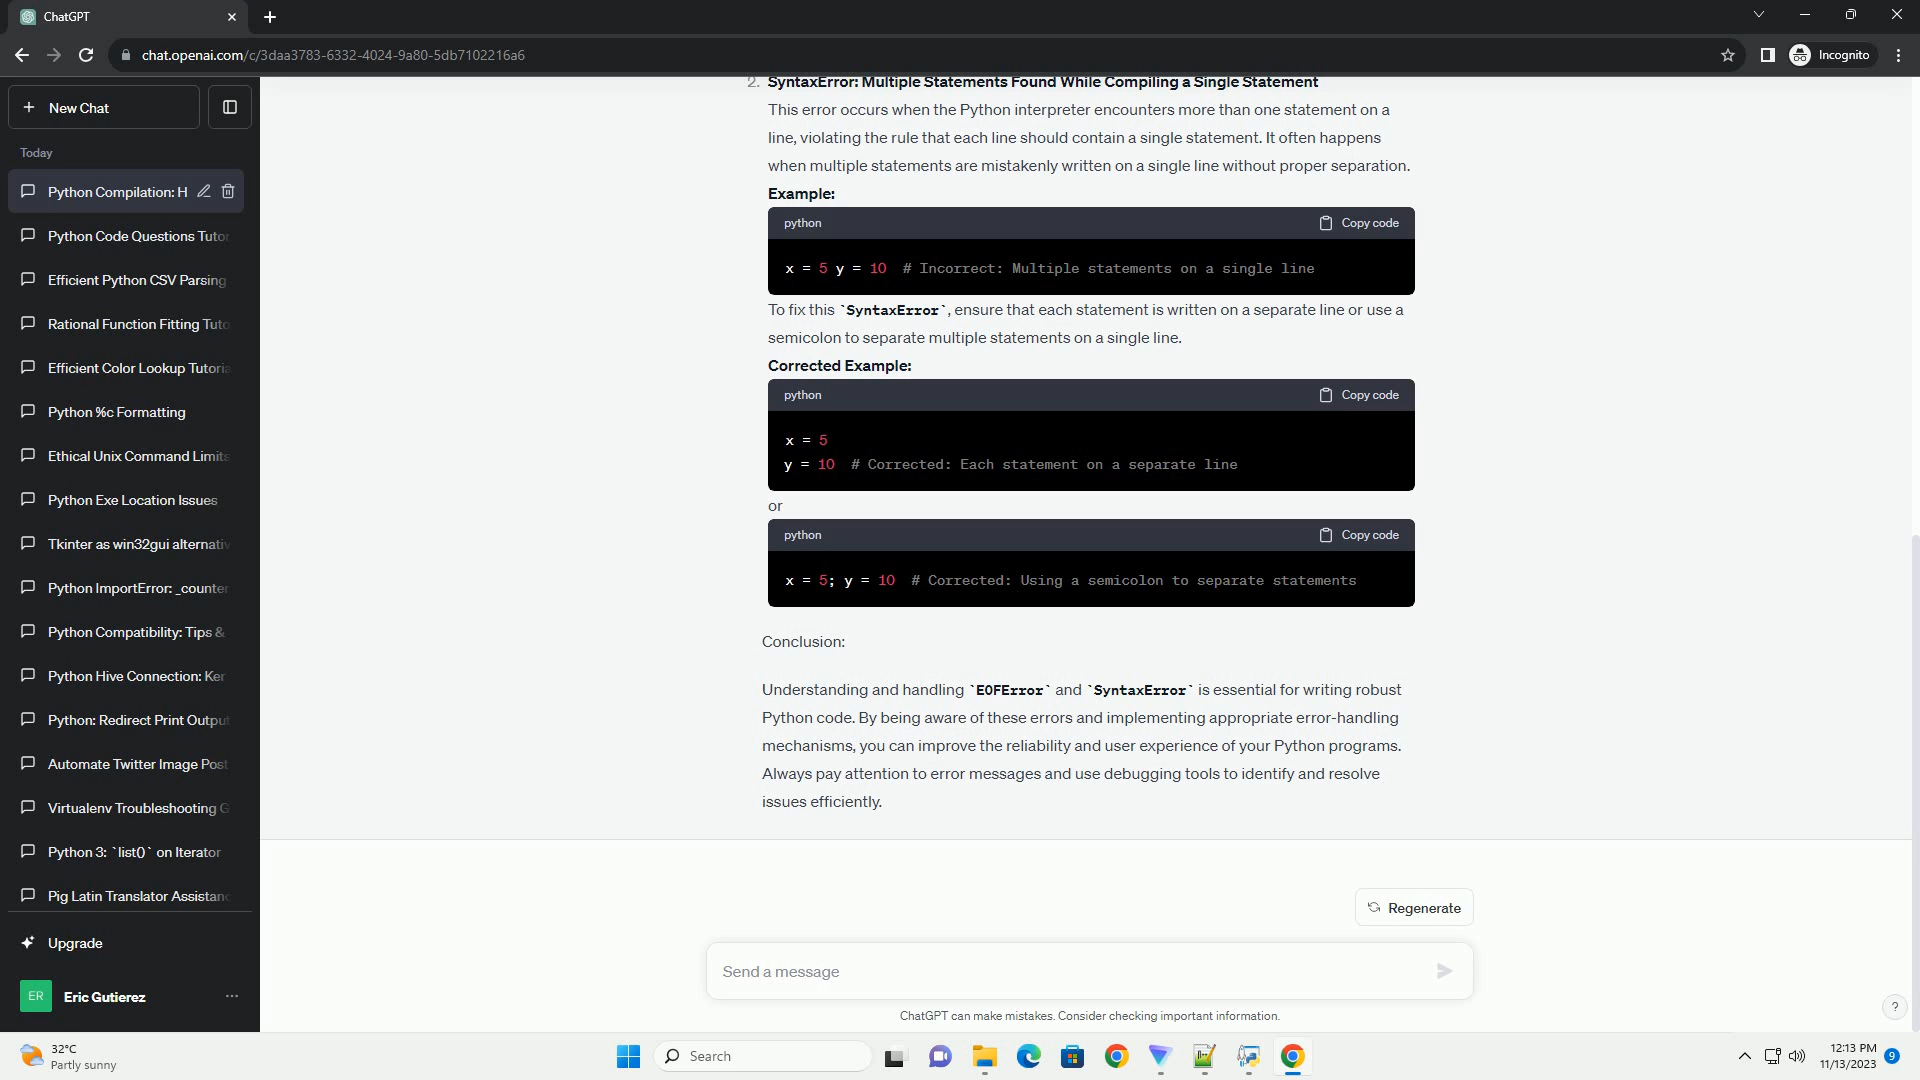 ChatGPT
chat.openai.com/c/3daa3783-6332-4024-9a80-5db7102216a6
Incognito
New Chat
Today
Python Compilation: H
Python Code Questions Tutor
Efficient Python CSV Parsing
Rational Function Fitting Tuto
Efficient Color Lookup Tutoria
Python %c Formatting
Ethical Unix Command Limits
Python Exe Location Issues
Tkinter as win32gui alternativ
Python ImportError: _counter
Python Compatibility: Tips &
Python Hive Connection: Ker
Python: Redirect Print Output
Automate Twitter Image Post
Virtualenv Troubleshooting G
Python 3: `list()` on Iterator
Pig Latin Translator Assistanc
Upgrade
ER Eric Gutierez
2. SyntaxError: Multiple Statements Found While Compiling a Single Statement
This error occurs when the Python interpreter encounters more than one statement on a
line, violating the rule that each line should contain a single statement. It often happens
when multiple statements are mistakenly written on a single line without proper separation.
Example:
python Copy code
x = 5 y = 10 # Incorrect: Multiple statements on a single line
To fix this `SyntaxError`, ensure that each statement is written on a separate line or use a
semicolon to separate multiple statements on a single line.
Corrected Example:
python Copy code
x = 5
y = 10 # Corrected: Each statement on a separate line
or
python Copy code
x = 5; y = 10 # Corrected: Using a semicolon to separate statements
Conclusion:
Understanding and handling `EOFError` and `SyntaxError` is essential for writing robust
Python code. By being aware of these errors and implementing appropriate error-handling
mechanisms, you can improve the reliability and user experience of your Python programs.
Always pay attention to error messages and use debugging tools to identify and resolve
issues efficiently.
Regenerate
Send a message
ChatGPT can make mistakes. Consider checking important information.
?
32°C
Partly sunny
Search
12:13 PM
11/13/2023
9